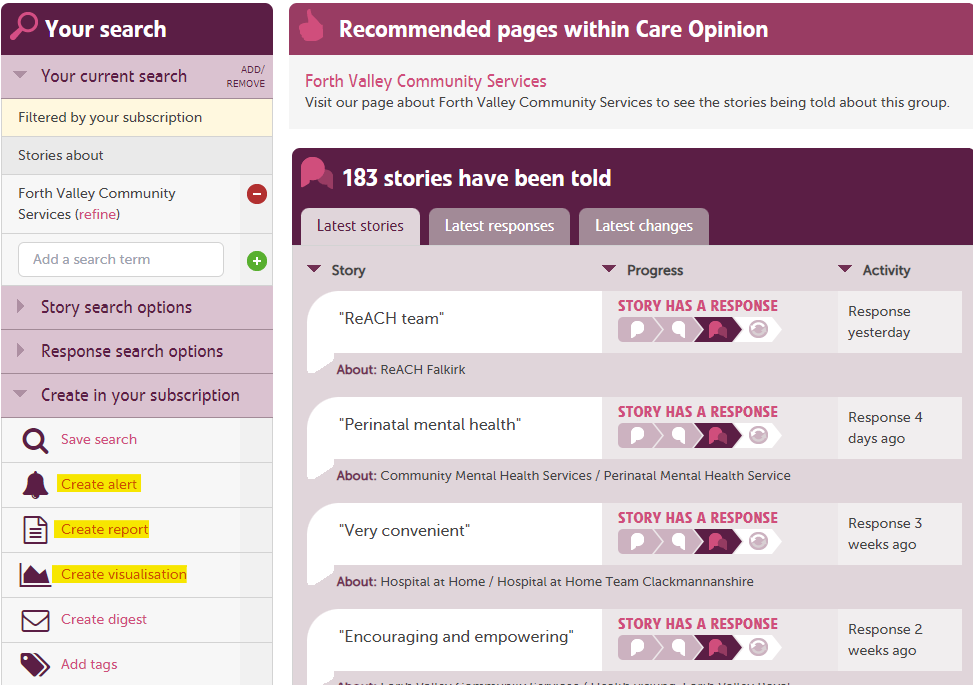 Your search
Your current search
ADD/
REMOVE
Filtered by your subscription
Stories about
Forth Valley Community
Services (refine)
Add a search term
Story search options
Response search options
Create in your subscription
Save search
Create alert
Create report
Create visualisation
Create digest
Add tags
Recommended pages within Care Opinion
Forth Valley Community Services
Visit our page about Forth Valley Community Services to see the stories being told about this group.
183 stories have been told
Latest stories
Latest responses
Latest changes
Story
Progress
Activity
"ReACH team"
STORY HAS A RESPONSE
Response
yesterday
About: ReACH Falkirk
"Perinatal mental health"
STORY HAS A RESPONSE
Response 4
days ago
About: Community Mental Health Services / Perinatal Mental Health Service
"Very convenient"
STORY HAS A RESPONSE
Response 3
weeks ago
About: Hospital at Home / Hospital at Home Team Clackmannanshire
"Encouraging and empowering"
STORY HAS A RESPONSE
Response 2
weeks ago